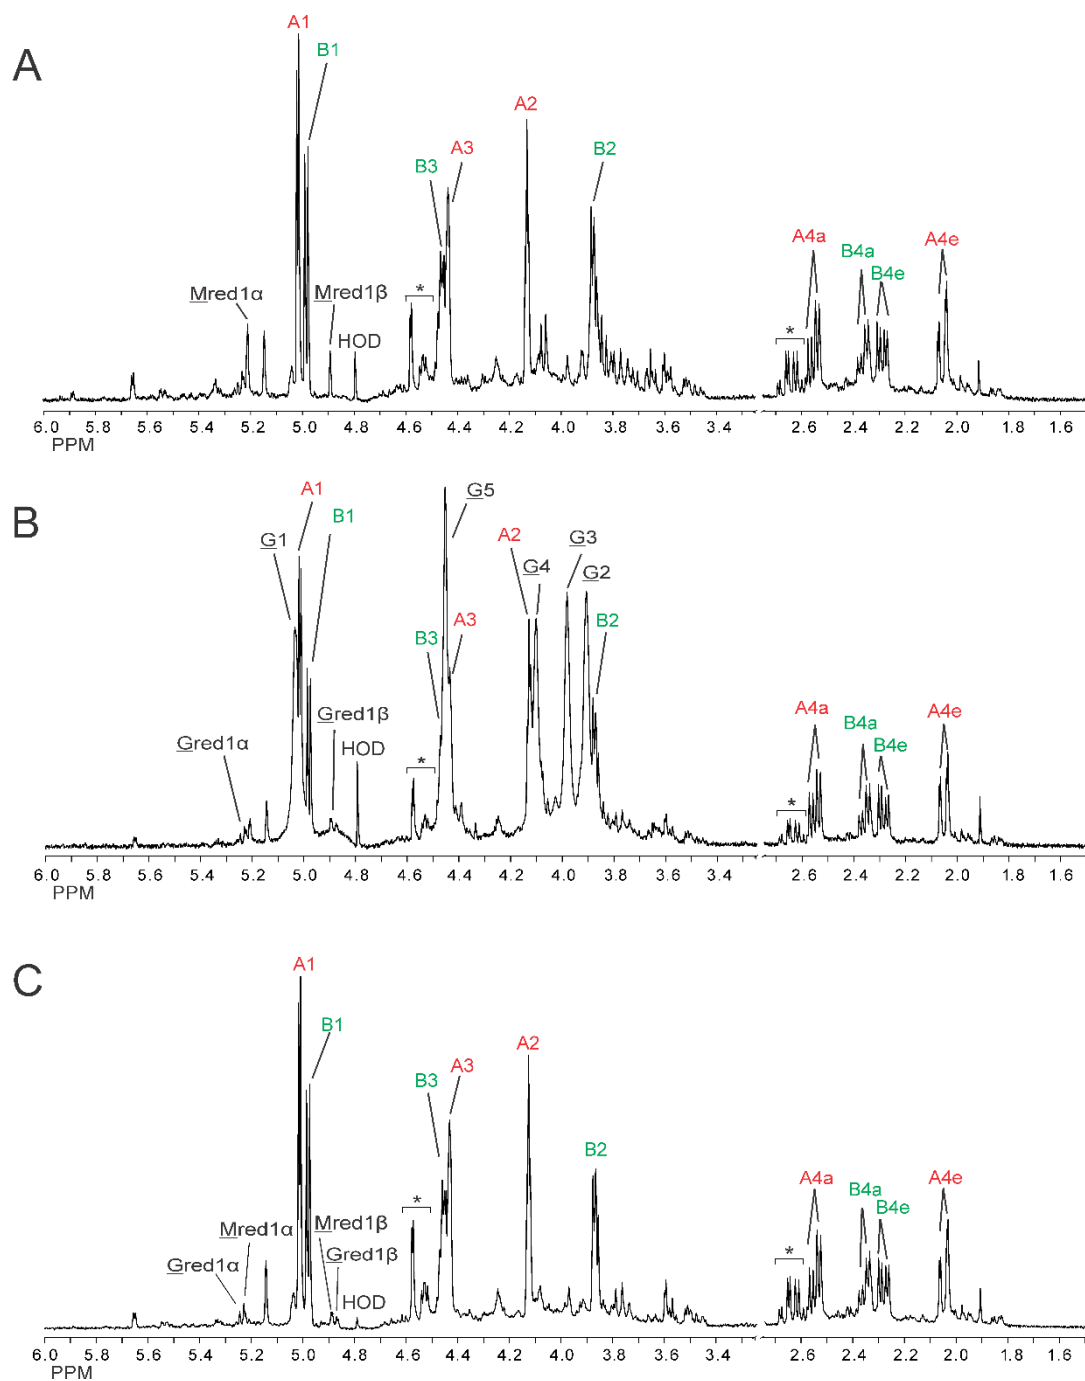 A
A1
B1
A2
A3
B3
B2
A4a
B4a
A4e
B4e
Mred1α
Mred1β
HOD
*
*
6.0 5.8 5.6 5.4 5.2 5.0 4.8 4.6 4.4 4.2 4.0 3.8 3.6 3.4 2.6 2.4 2.2 2.0 1.8 1.6
PPM
B
A1
G5
B1
G1
A2
G3
G4
G2
B3
A3
B2
A4a
B4a
A4e
B4e
Gred1β
Gred1α
HOD
*
*
6.0 5.8 5.6 5.4 5.2 5.0 4.8 4.6 4.4 4.2 4.0 3.8 3.6 3.4 2.6 2.4 2.2 2.0 1.8 1.6
PPM
C
A1
B1
A2
A3
B3
B2
A4a
B4a
A4e
B4e
*
*
Mred1α
Mred1β
Gred1α
Gred1β
HOD
6.0 5.8 5.6 5.4 5.2 5.0 4.8 4.6 4.4 4.2 4.0 3.8 3.6 3.4 2.6 2.4 2.2 2.0 1.8 1.6
PPM